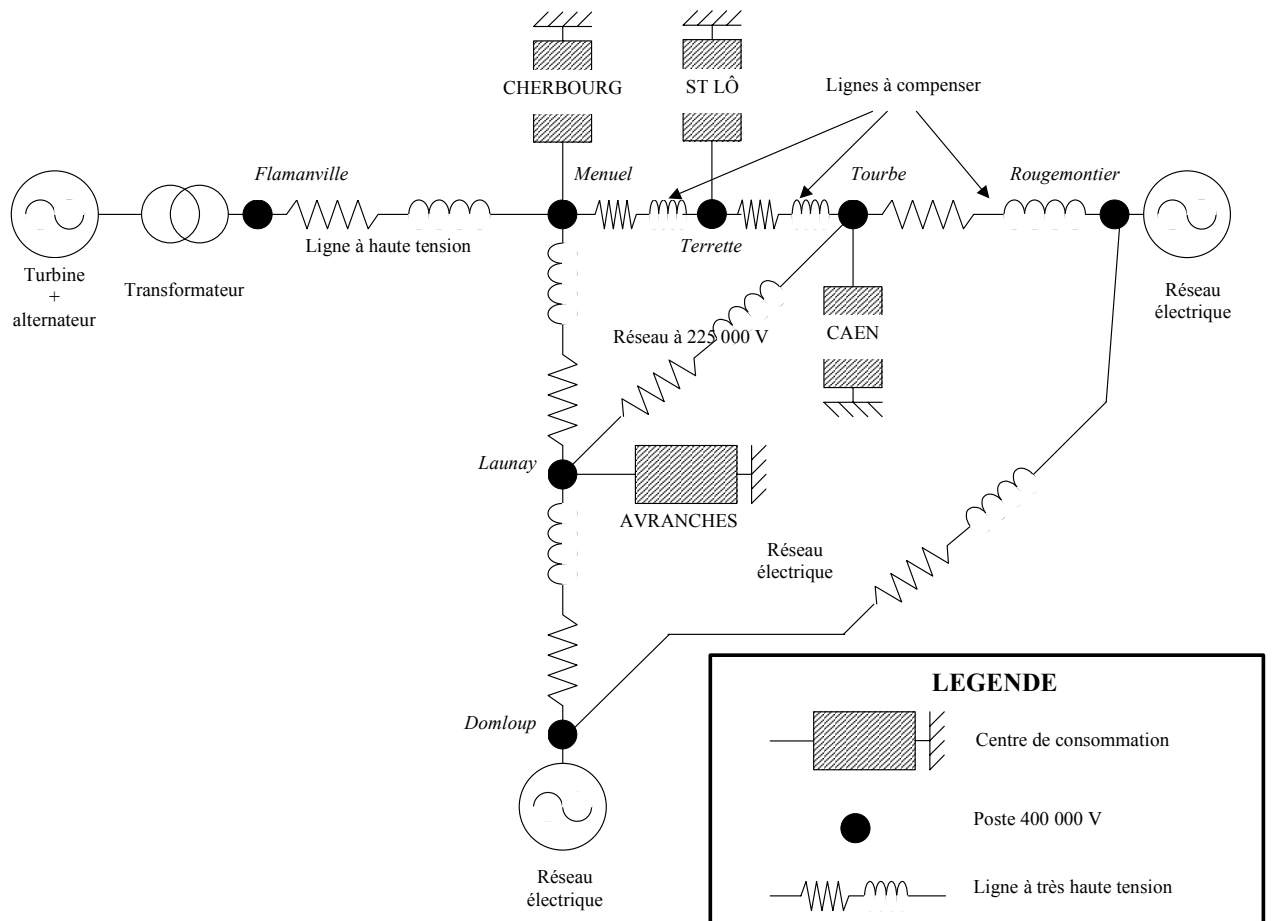 CHERBOURG
ST LÔ
Lignes à compenser
Flamanville
Menuel
Tourbe
Rougemontier
Ligne à haute tension
Terrette
Turbine
+
alternateur
Transformateur
Réseau
électrique
Réseau à 225 000 V
CAEN
Launay
AVRANCHES
Réseau
électrique
Domloup
Réseau
électrique
LEGENDE
Centre de consommation
Poste 400 000 V
Ligne à très haute tension